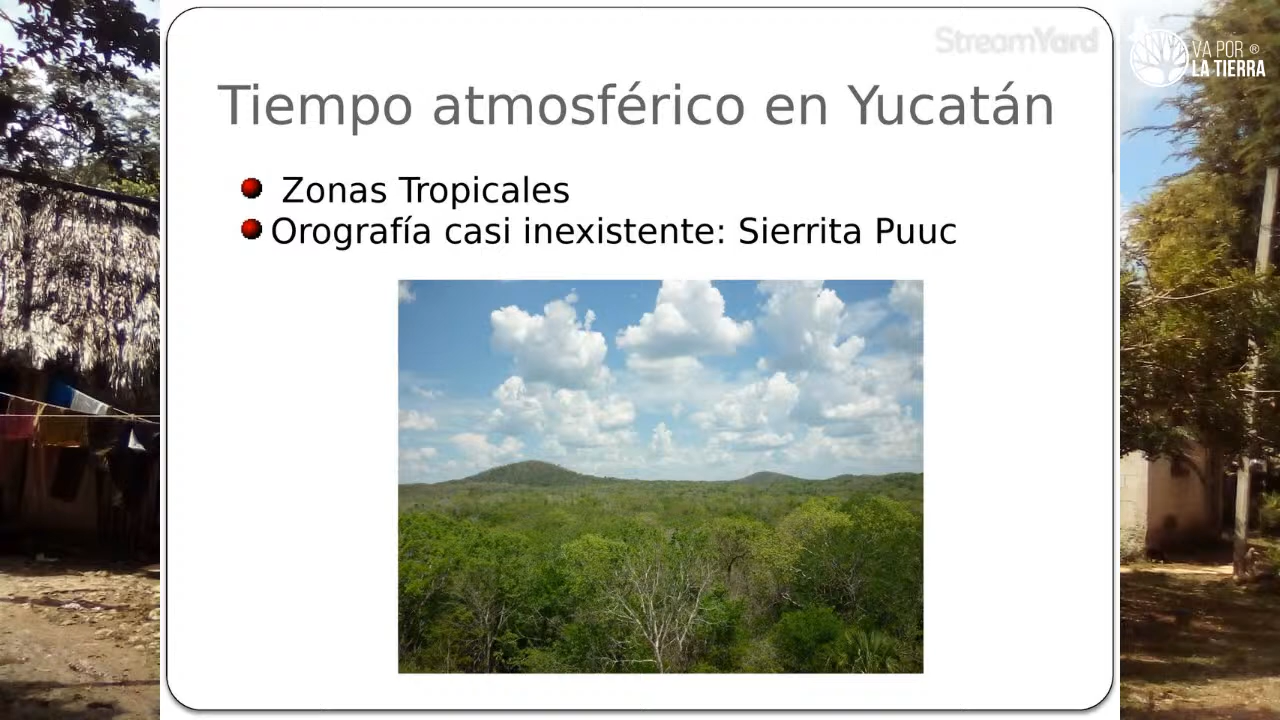 StreamYard
VA POR ®
LA TIERRA
Tiempo atmosférico en Yucatán
Zonas Tropicales
Orografía casi inexistente: Sierrita Puuc